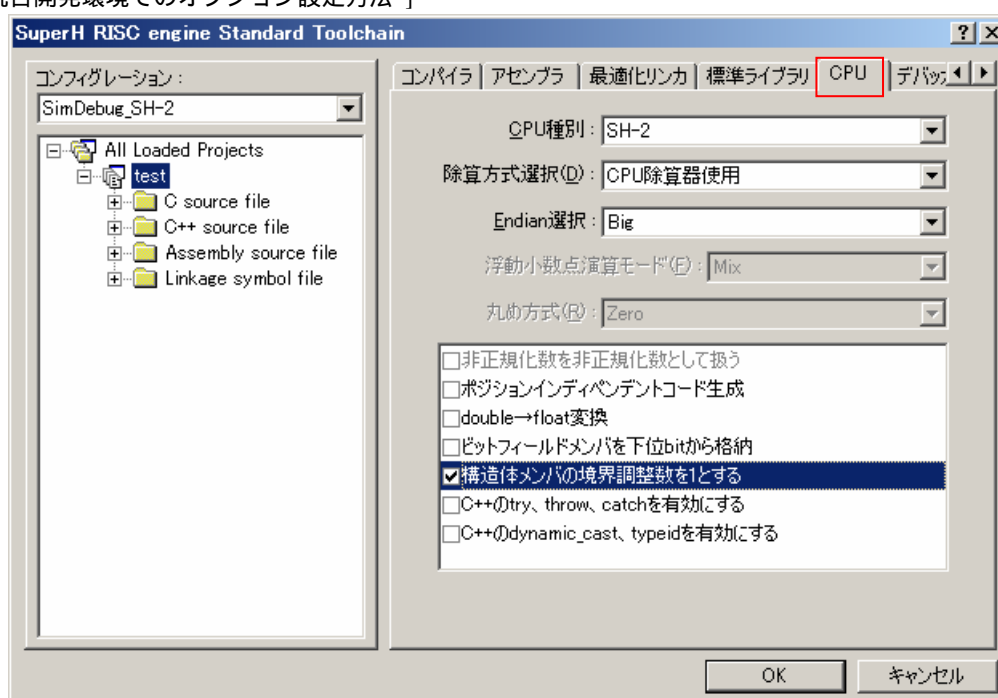 統合開発環境でのオプション設定方法 ]
SuperH RISC engine Standard Toolchain
コンフィグレーション :
SimDebug_SH-2
All Loaded Projects
test
C source file
C++ source file
Assembly source file
Linkage symbol file
コンパイラ アセンブラ 最適化リンカ 標準ライブラリ CPU デバッガ
CPU種別 : SH-2
除算方式選択(D) : CPU除算器使用
Endian選択 : Big
浮動小数点演算モード(F) : Mix
丸め方式(R) : Zero
非正規化数を非正規化数として扱う
ポジションインディペンデントコード生成
double→float変換
ビットフィールドメンバを下位bitから格納
構造体メンバの境界調整数を1とする
C++のtry、throw、catchを有効にする
C++のdynamic_cast、typeidを有効にする
OK キャンセル